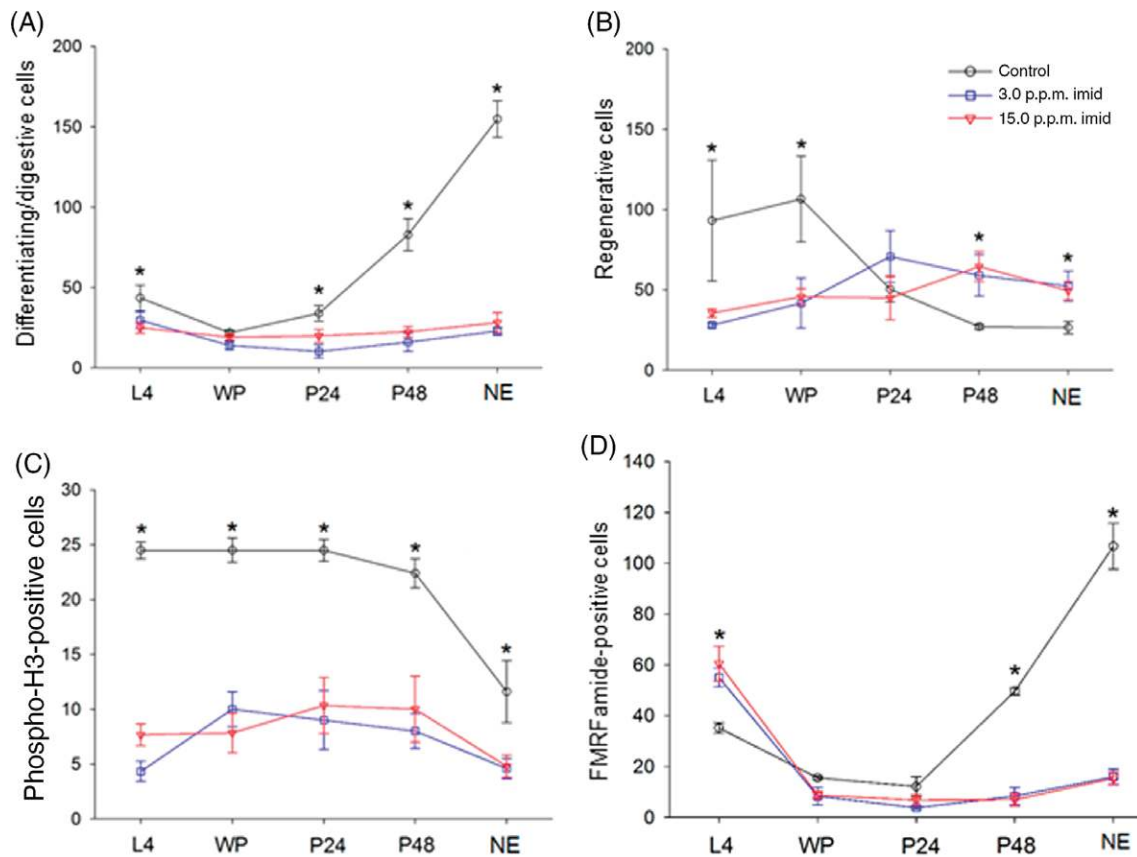 (A)
Differentiating/digestive cells
200
150
100
50
0
*
*
*
*
L4 WP P24 P48 NE
(B)
Regenerative cells
200
150
100
50
0
Control
3.0 p.p.m. imid
15.0 p.p.m. imid
*
*
*
*
L4 WP P24 P48 NE
(C)
Phospho-H3-positive cells
30
25
20
15
10
5
0
*
*
*
*
*
L4 WP P24 P48 NE
(D)
FMRFamide-positive cells
140
120
100
80
60
40
20
0
*
*
*
L4 WP P24 P48 NE